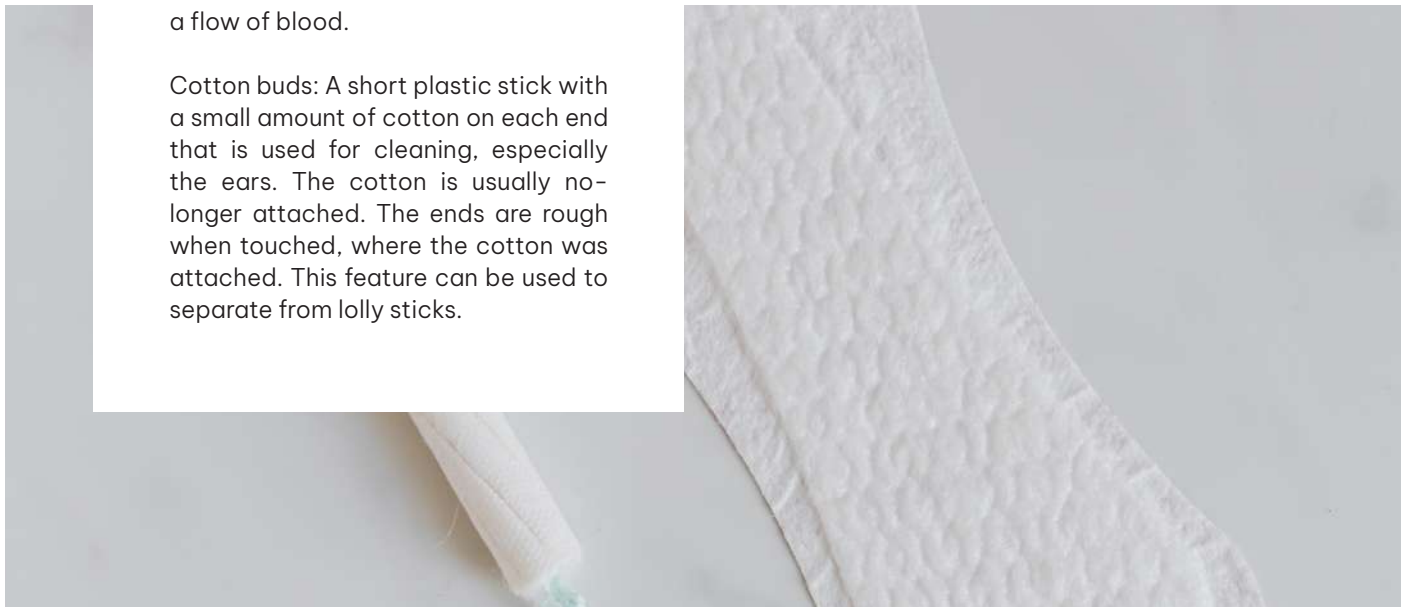 a flow of blood.
Cotton buds: A short plastic stick with
a small amount of cotton on each end
that is used for cleaning, especially
the ears. The cotton is usually no-
longer attached. The ends are rough
when touched, where the cotton was
attached. This feature can be used to
separate from lolly sticks.